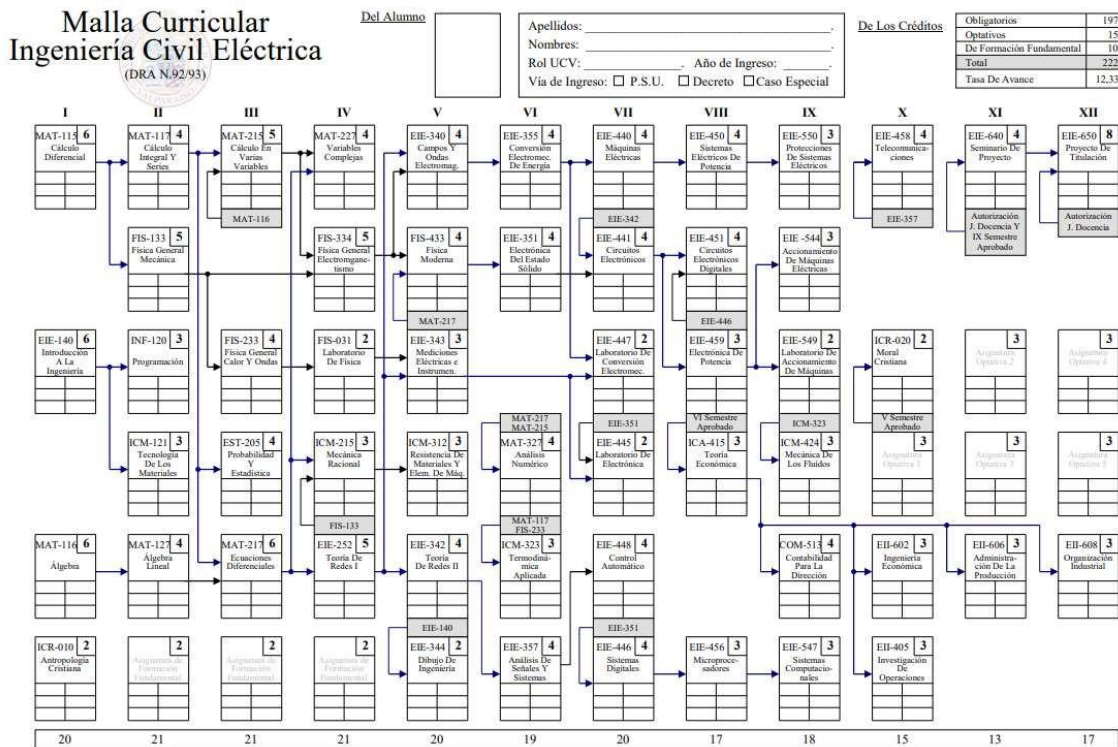 Malla Curricular
Ingeniería Civil Eléctrica
(DRA N.92/93)
Del Alumno
Apellidos: .
Nombres: .
Rol UCV: . Año de Ingreso: .
Vía de Ingreso: P.S.U. Decreto Caso Especial
De Los Créditos
Obligatorios 197
Optativos 15
De Formación Fundamental 10
Total 222
Tasa De Avance 12,33
I II III IV V VI VII VIII IX X XI XII
MAT-115 6
Cálculo
Diferencial
MAT-117 4
Cálculo
Integral Y
Series
MAT-215 5
Cálculo En
Varias
Variables
MAT-116
MAT-227 4
Variables
Complejas
EIE-340 4
Campos Y
Ondas
Electromag.
EIE-355 4
Conversión
Electromec.
De Energía
EIE-440 4
Máquinas
Eléctricas
EIE-342
EIE-450 4
Sistemas
Eléctricos De
Potencia
EIE-550 3
Protecciones
De Sistemas
Eléctricos
EIE-458 4
Telecomunica-
ciones
EIE-357
EIE-640 4
Seminario De
Proyecto
Autorización
J. Docencia Y
IX Semestre
Aprobado
EIE-650 8
Proyecto De
Titulación
Autorización
J. Docencia
FIS-133 5
Física General
Mecánica
FIS-334 5
Física General
Electromgane-
tismo
FIS-433 4
Física
Moderna
MAT-217
EIE-351 4
Electrónica
Del Estado
Sólido
EIE-441 4
Circuitos
Electrónicos
EIE-451 4
Circuitos
Electrónicos
Digitales
EIE-446
EIE -544 3
Accionamiento
De Máquinas
Eléctricas
EIE-140 6
Introducción
A La
Ingeniería
INF-120 3
Programación
FIS-233 4
Física General
Calor Y Ondas
FIS-031 2
Laboratorio
De Física
EIE-343 3
Mediciones
Eléctricas e
Instrumen.
MAT-217
MAT-215
EIE-447 2
Laboratorio De
Conversión
Electromec.
EIE-351
EIE-459 3
Electrónica De
Potencia
VI Semestre
Aprobado
EIE-549 2
Laboratorio De
Accionamiento
De Máquinas
ICM-323
ICR-020 2
Moral
Cristiana
V Semestre
Aprobado
3
Asignatura
Optativa 2
3
Asignatura
Optativa 4
ICM-121 3
Tecnología
De Los
Materiales
EST-205 4
Probabilidad
Y
Estadística
ICM-215 3
Mecánica
Racional
FIS-133
ICM-312 3
Resistencia De
Materiales Y
Elem. De Máq.
MAT-327 4
Análisis
Numérico
MAT-117
FIS-233
EIE-445 2
Laboratorio De
Electrónica
ICA-415 3
Teoría
Económica
ICM-424 3
Mecánica De
Los Fluídos
3
Asignatura
Optativa 1
3
Asignatura
Optativa 3
3
Asignatura
Optativa 5
MAT-116 6
Álgebra
MAT-127 4
Álgebra
Lineal
MAT-217 6
Ecuaciones
Diferenciales
EIE-252 5
Teoría De
Redes I
EIE-342 4
Teoría
De Redes II
EIE-140
ICM-323 3
Termodiná-
mica
Aplicada
EIE-448 4
Control
Automático
EIE-351
COM-513 4
Contabilidad
Para La
Dirección
EII-602 3
Ingeniería
Económica
EII-606 3
Administra-
ción De La
Producción
EII-608 3
Organización
Industrial
ICR-010 2
Antropología
Cristiana
2
Asignatura de
Formación
Fundamental
2
Asignatura de
Formación
Fundamental
2
Asignatura de
Formación
Fundamental
EIE-344 2
Dibujo De
Ingeniería
EIE-357 4
Análisis De
Señales Y
Sistemas
EIE-446 4
Sistemas
Digitales
EIE-456 3
Microproce-
sadores
EIE-547 3
Sistemas
Computacio-
nales
EII-405 3
Investigación
De
Operaciones
20 21 21 21 20 19 20 17 18 15 13 17